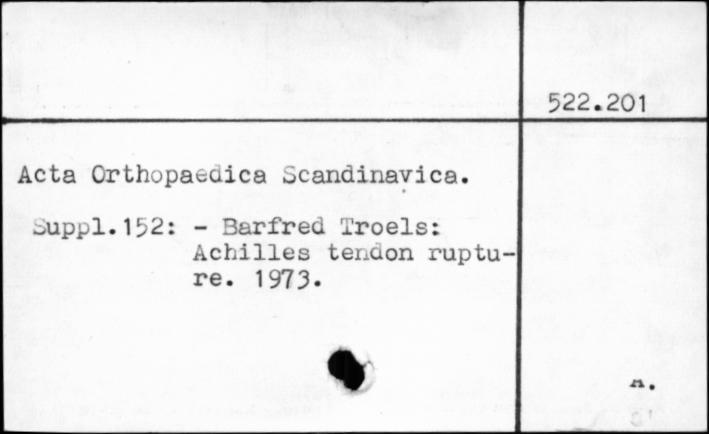 522.201
Acta Orthopaedica Scandinavica.
Suppl.152: - Barfred Troels:
Achilles tendon ruptu-
re. 1973.